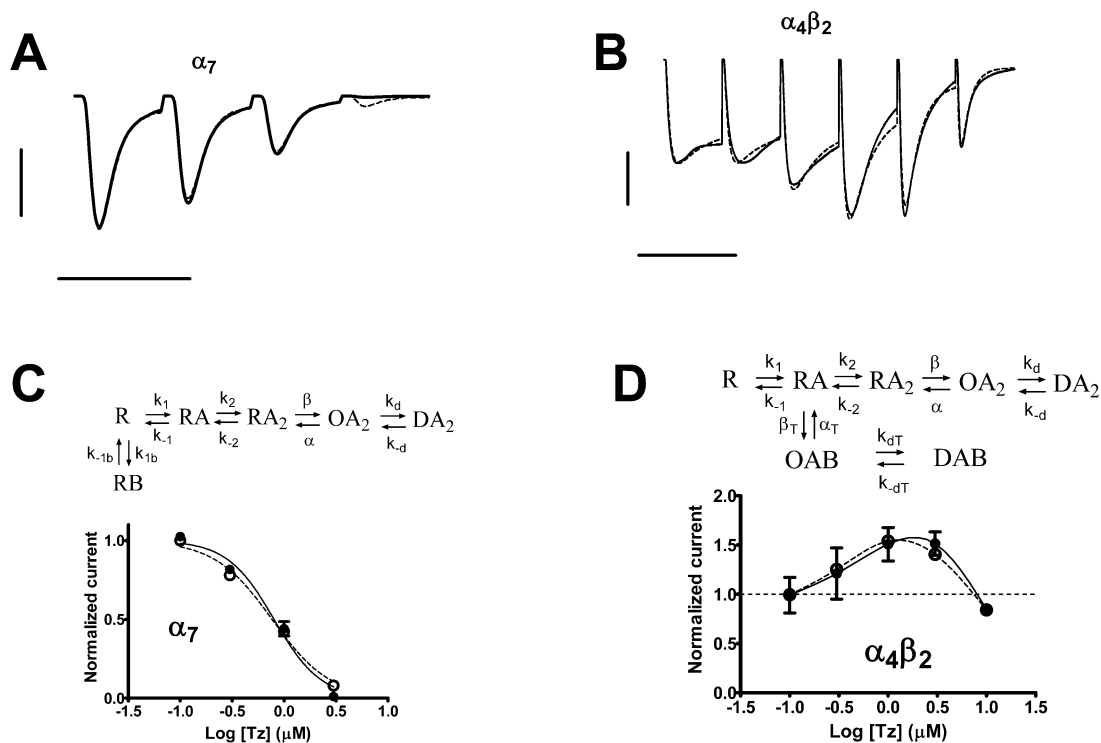 A
α7
B
α4β2
C
k1 k2 β kd
R RA RA2 OA2 DA2
k-1 k-2 α k-d
k-1b k1b
RB
Normalized current
1.0
0.5
0.0
α7
-1.5 -1.0 -0.5 0.0 0.5 1.0
Log [Tz] (μM)
D
k1 k2 β kd
R RA RA2 OA2 DA2
k-1 k-2 α k-d
βT αT kdT
OAB DAB
k-dT
Normalized current
2.0
1.5
1.0
0.5
0.0
α4β2
-1.5 -1.0 -0.5 0.0 0.5 1.0 1.5
Log [Tz] (μM)